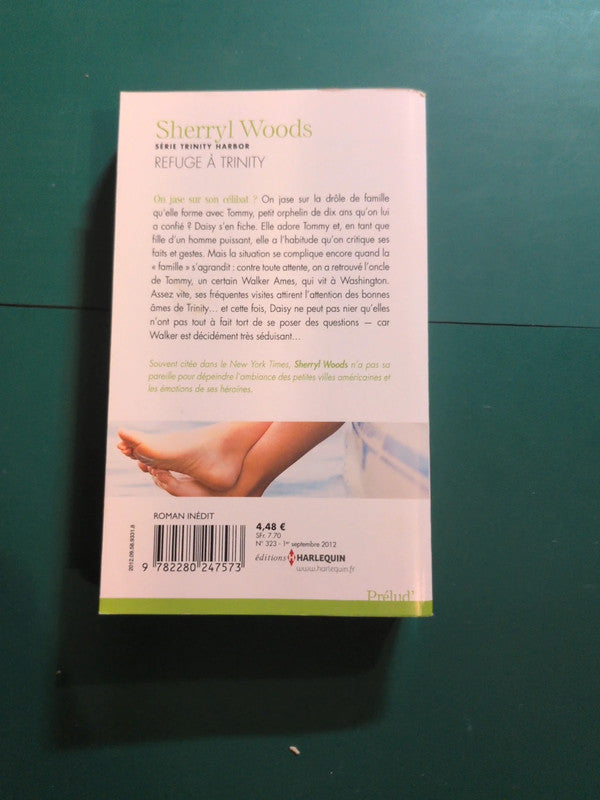 Sherryl Woods
SÉRIE TRINITY HARBOR
REFUGE À TRINITY
On jase sur son célibat ? On jase sur la drôle de famille
qu'elle forme avec Tommy, petit orphelin de dix ans qu'on lui
a confié ? Daisy s'en fiche. Elle adore Tommy et, en tant que
fille d'un homme puissant, elle a l'habitude qu'on critique ses
faits et gestes. Mais la situation se complique encore quand la
« famille » s'agrandit : contre toute attente, on a retrouvé l'oncle
de Tommy, un certain Walker Ames, qui vit à Washington.
Assez vite, ses fréquentes visites attirent l'attention des bonnes
âmes de Trinity... et cette fois, Daisy ne peut pas nier qu'elles
n'ont pas tout à fait tort de se poser des questions — car
Walker est décidément très séduisant...
Souvent citée dans le New York Times, Sherryl Woods n'a pas sa
pareille pour dépeindre l'ambiance des petites villes américaines et
les émotions de ses héroïnes.
ROMAN INÉDIT
4,48 €
SFr. 7.70
N° 323 - 1er septembre 2012
éditions HARLEQUIN
www.harlequin.fr
2012.09.58.9331.8
9 782280 247573
Prélud'